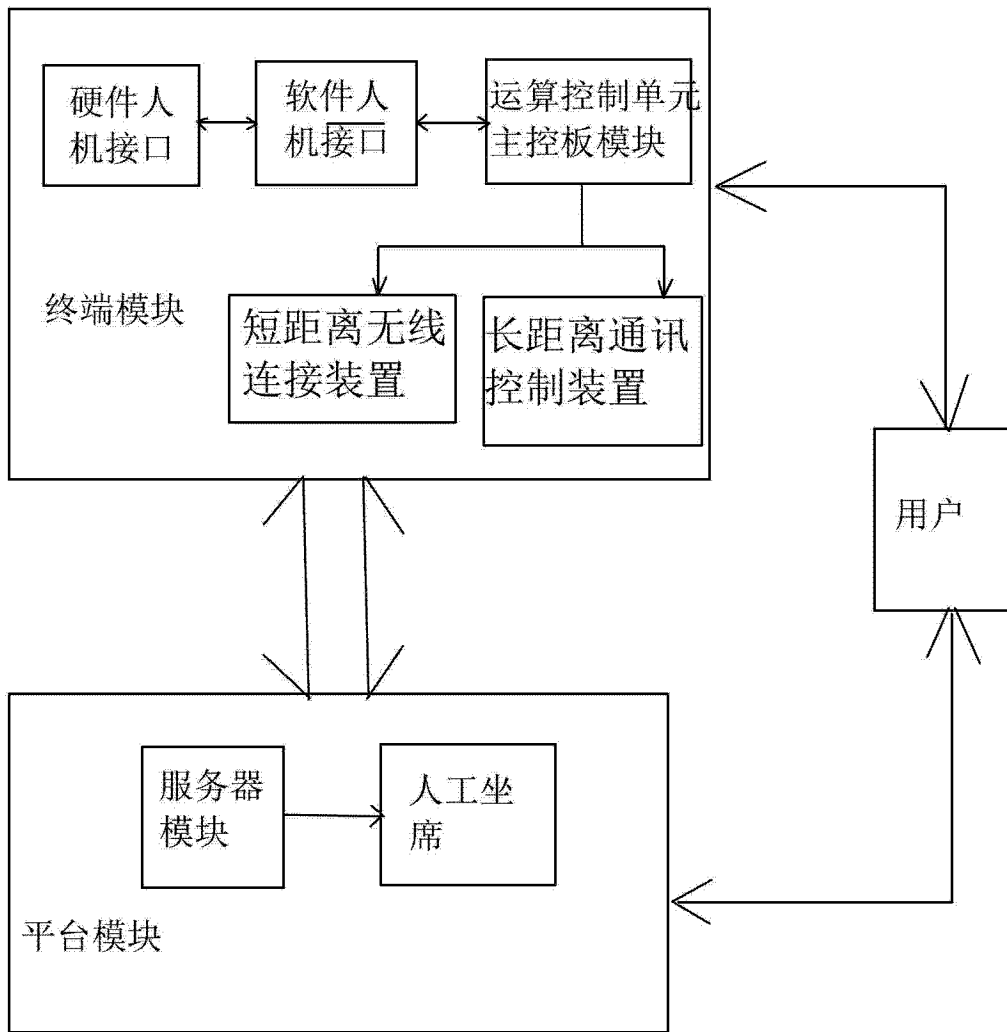 硬件人
机接口
软件人
机接口
运算控制单元
主控板模块
终端模块
短距离无线
连接装置
长距离通讯
控制装置
用户
服务器
模块
人工坐
席
平台模块